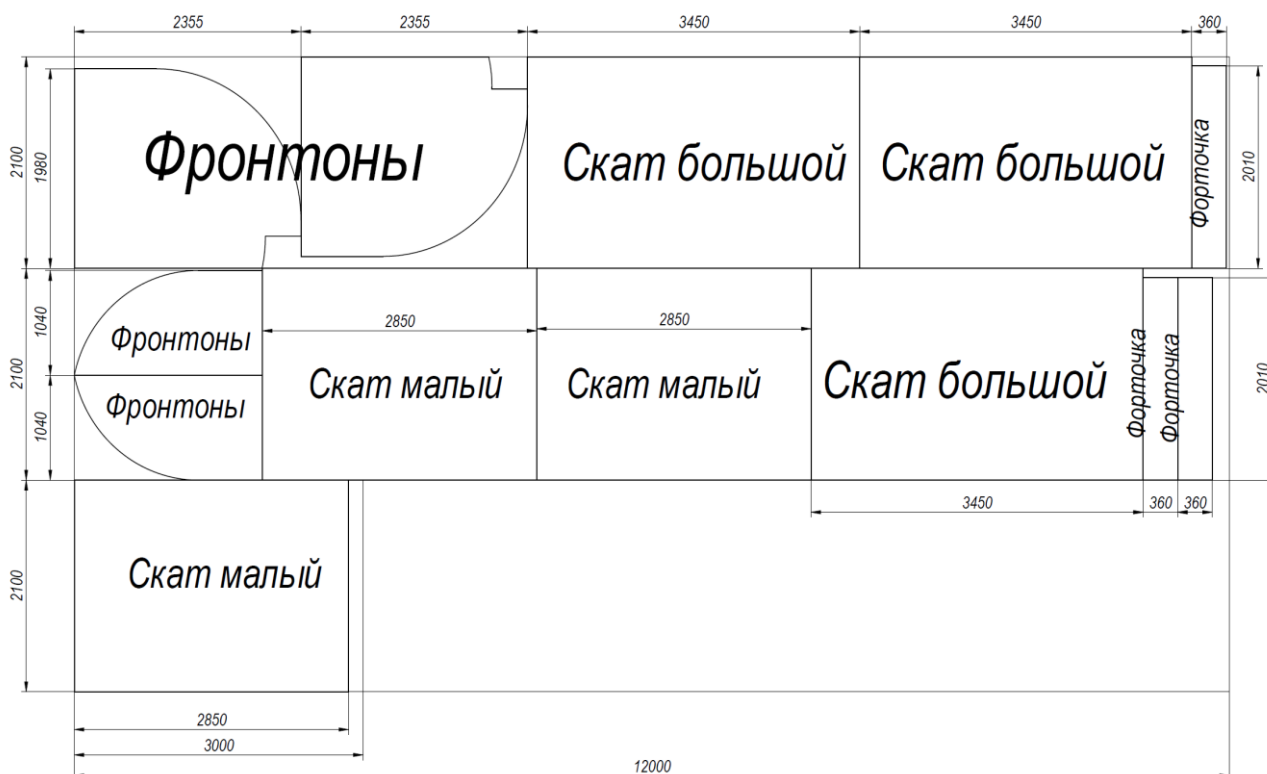 2355 2355 3450 3450 360
2100
1980
Фронтоны
Скат большой
Скат большой
Форточка
2010
2100
1040
1040
Фронтоны
Фронтоны
2850
Скат малый
2850
Скат малый
Скат большой
Форточка
Форточка
2010
3450 360 360
2100
Скат малый
2850
3000
12000